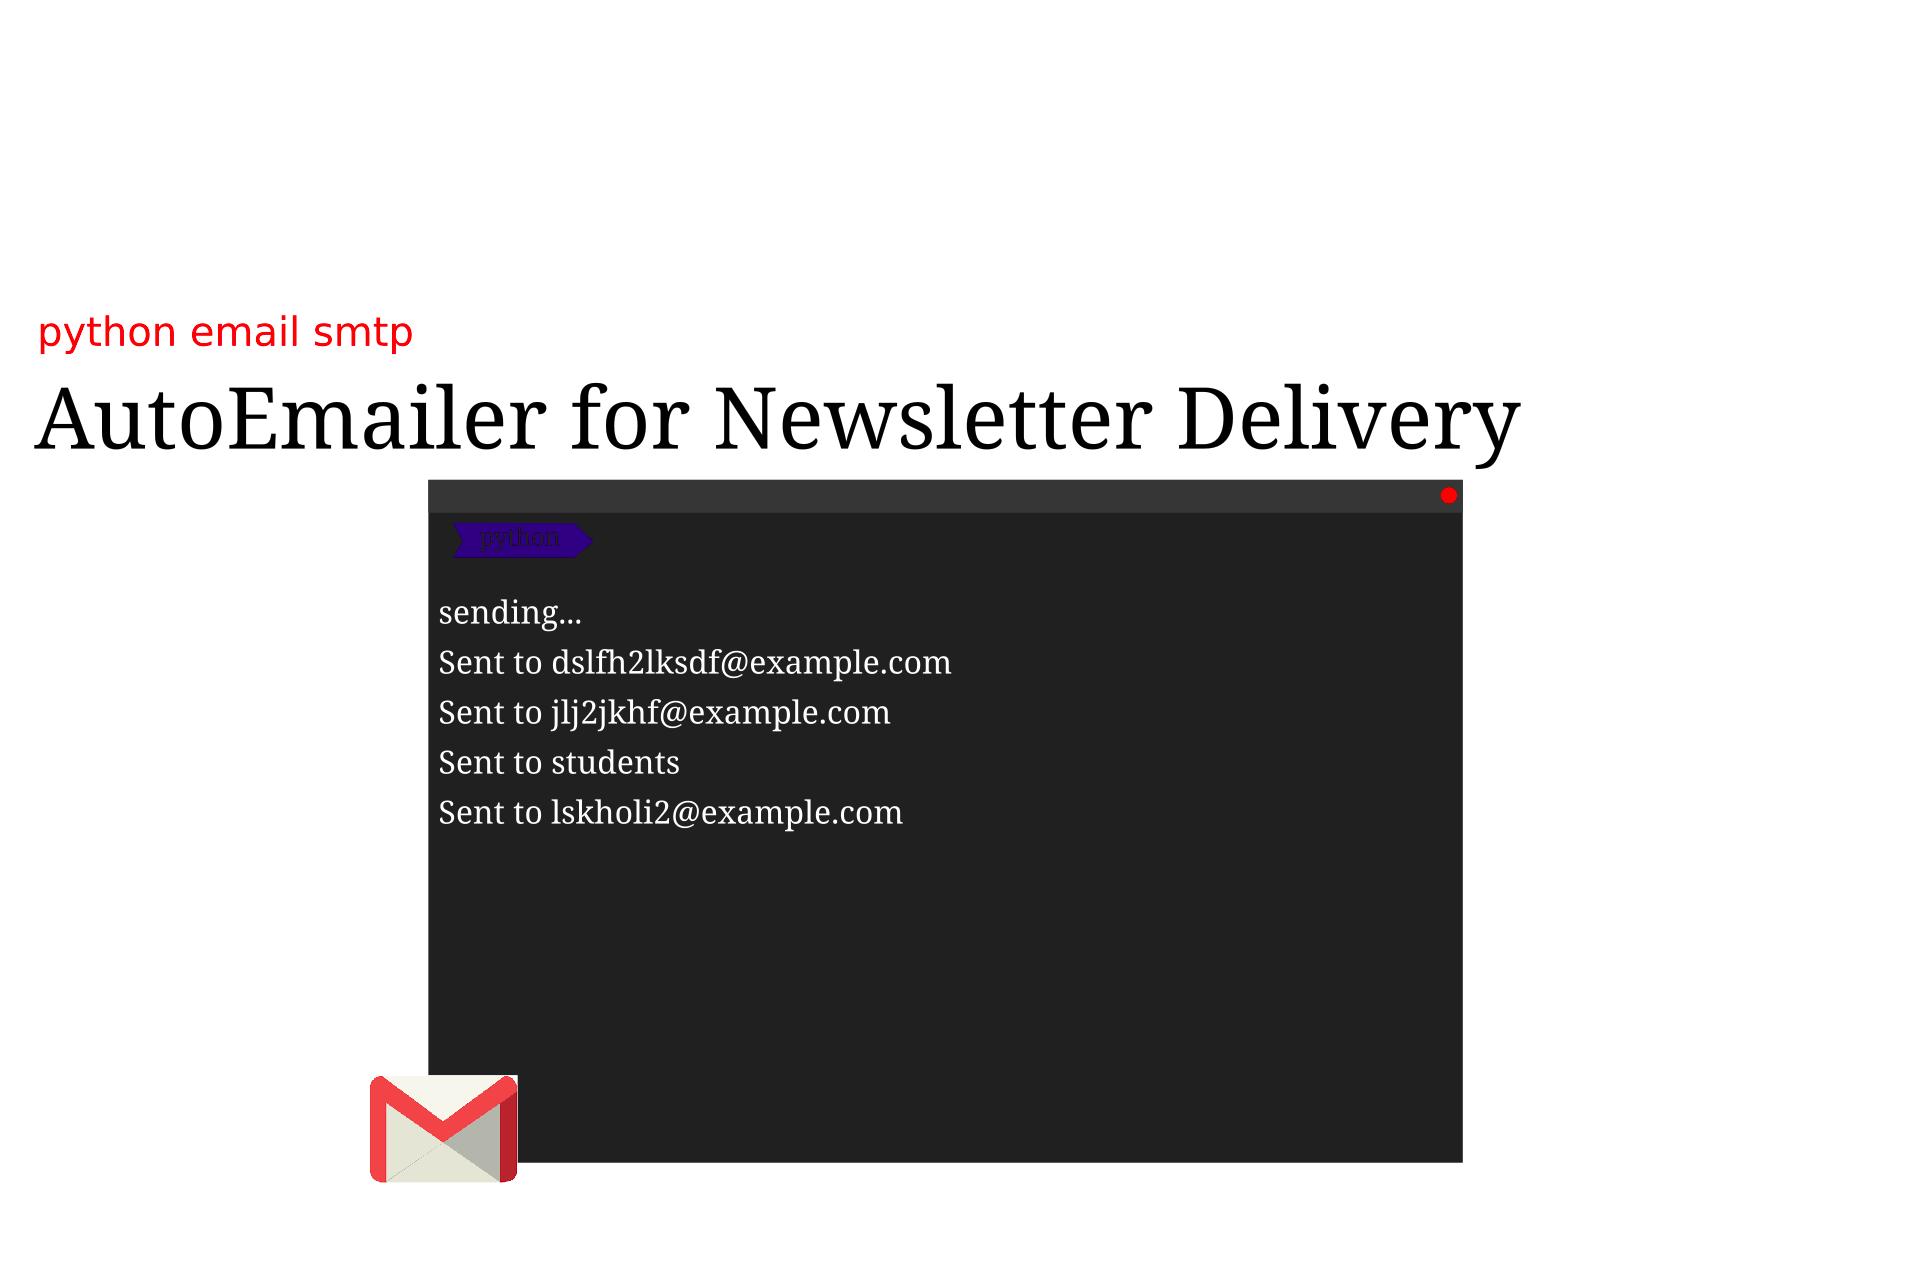 python email smtp
AutoEmailer for Newsletter Delivery
python
sending...
Sent to dslfh2lksdf@example.com
Sent to jlj2jkhf@example.com
Sent to students
Sent to lskholi2@example.com